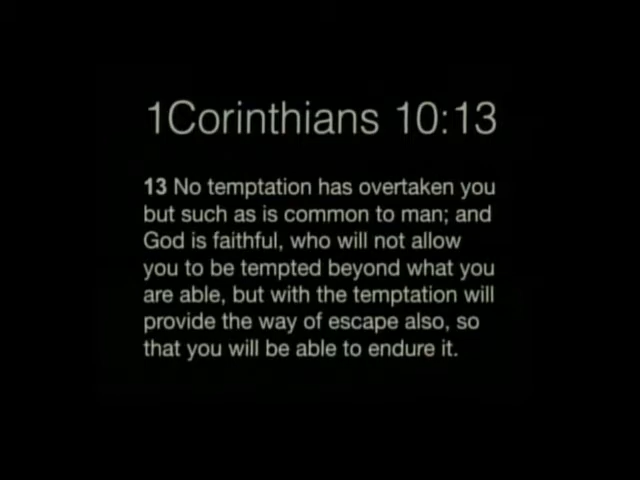 1Corinthians 10:13
13 No temptation has overtaken you
but such as is common to man; and
God is faithful, who will not allow
you to be tempted beyond what you
are able, but with the temptation will
provide the way of escape also, so
that you will be able to endure it.